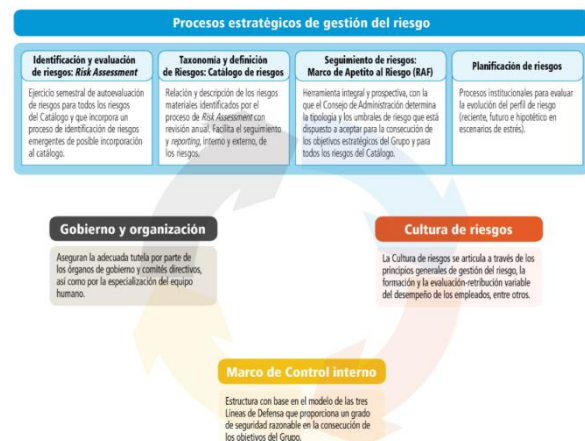 Procesos estratégicos de gestión del riesgo
Identificación y evaluación
de riesgos: Risk Assessment
Ejercicio semestral de autoevaluación
de riesgos para todos los riesgos
del Catálogo y que incorpora un
proceso de identificación de riesgos
emergentes de posible incorporación
al catálogo.
Taxonomía y definición
de Riesgos: Catálogo de riesgos
Relación y descripción de los riesgos
materiales identificados por el
proceso de Risk Assessment con
revisión anual. Facilita el seguimiento
y reporting, interno y externo, de
los riesgos.
Seguimiento de riesgos:
Marco de Apetito al Riesgo (RAF)
Herramienta integral y prospectiva, con la
que el Consejo de Administración determina
la tipología y los umbrales de riesgo que está
dispuesto a aceptar para la consecución de
los objetivos estratégicos del Grupo y para
todos los riesgos del Catálogo.
Planificación de riesgos
Procesos institucionales para evaluar
la evolución del perfil de riesgo
(reciente, futuro e hipotético en
escenarios de estrés).
Gobierno y organización
Aseguran la adecuada tutela por parte de
los órganos de gobierno y comités directivos,
así como por la especialización del equipo
humano.
Cultura de riesgos
La Cultura de riesgos se articula a través de los
principios generales de gestión del riesgo, la
formación y la evaluación-retribución variable
del desempeño de los empleados, entre otros.
Marco de Control interno
Estructura con base en el modelo de las tres
Líneas de Defensa que proporciona un grado
de seguridad razonable en la consecución de
los objetivos del Grupo.